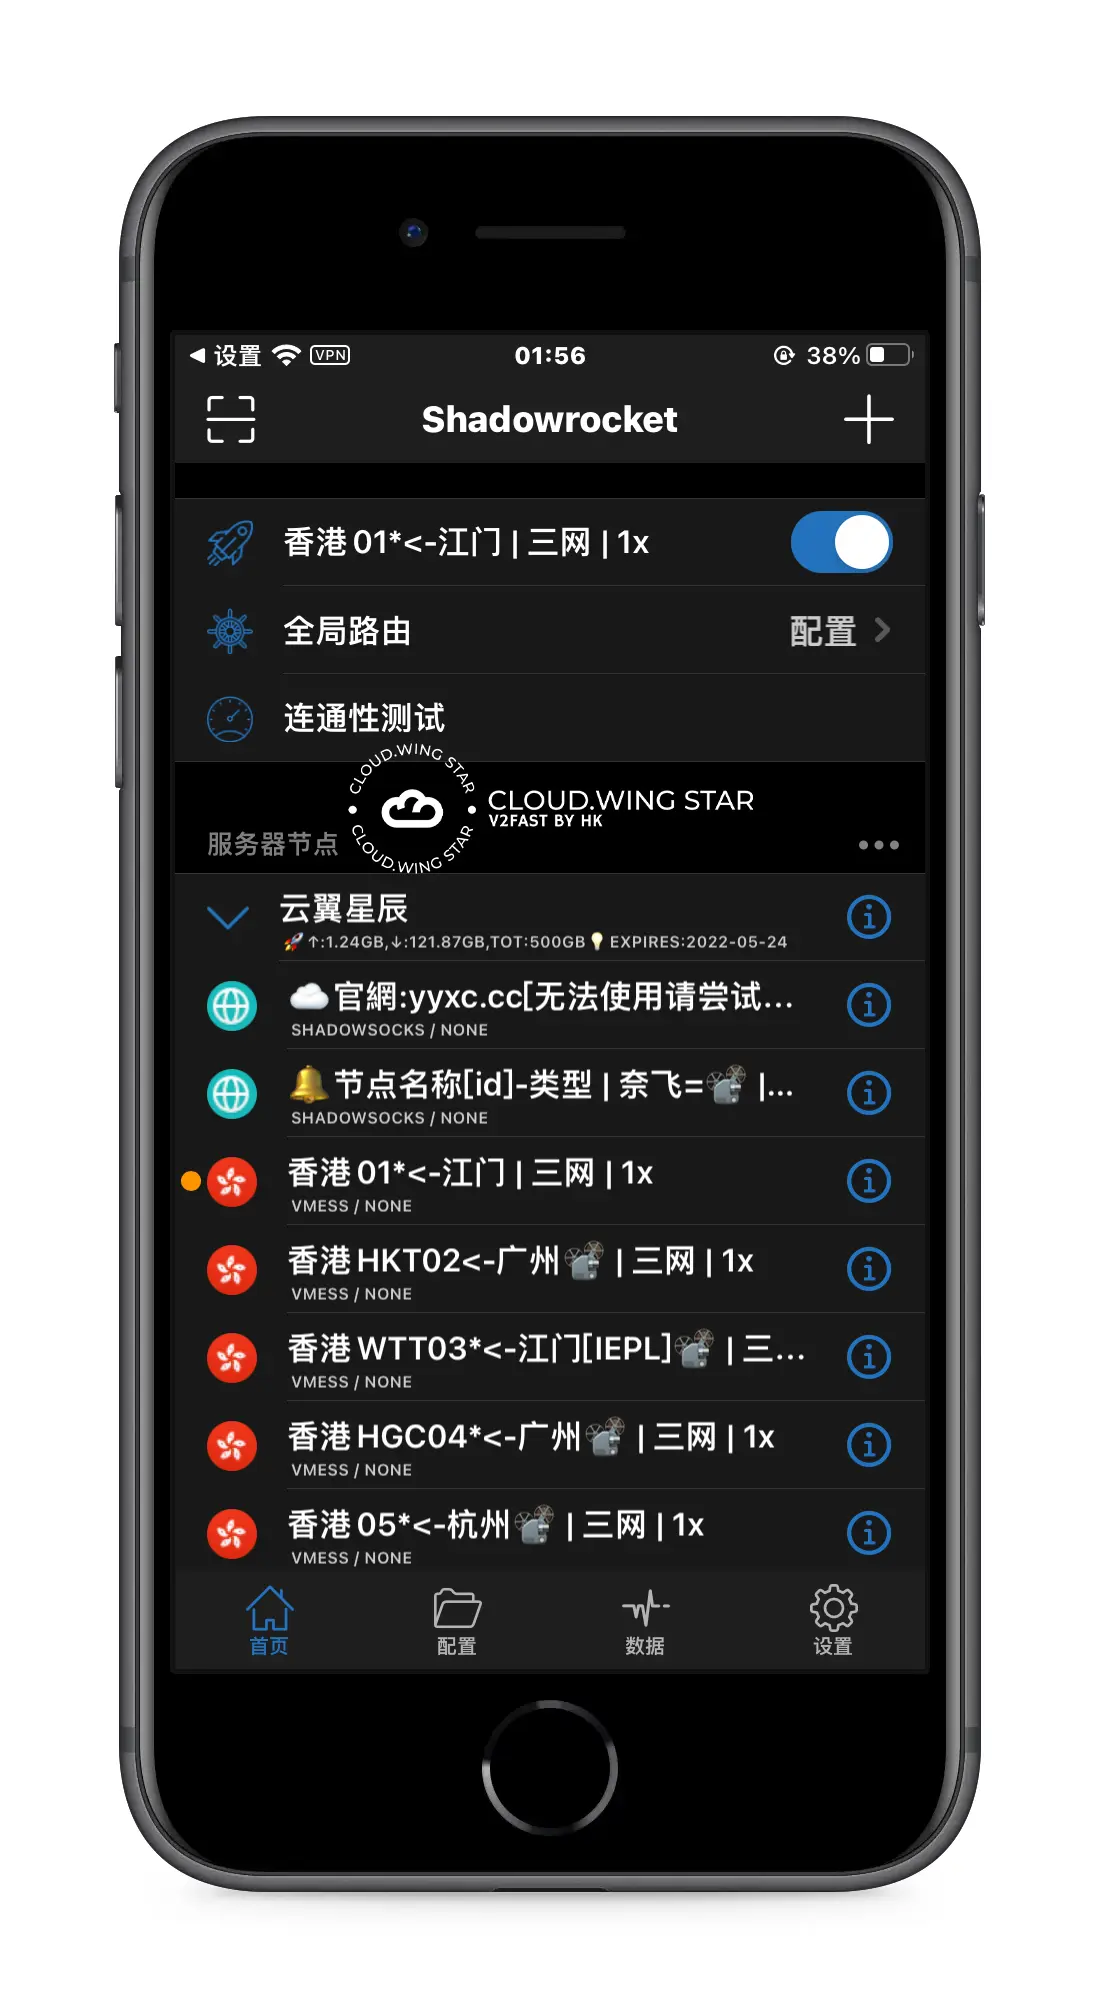 ◀ 设置 VPN 01:56 38%
Shadowrocket
香港 01*<-江门 | 三网 | 1x
全局路由 配置
连通性测试
CLOUD.WING STAR
CLOUD.WING STAR
CLOUD.WING STAR
V2FAST BY HK
服务器节点
云翼星辰
🚀↑:1.24GB,↓:121.87GB,TOT:500GB💡EXPIRES:2022-05-24
☁️官網:yyxc.cc[无法使用请尝试...
SHADOWSOCKS / NONE
🔔节点名称[id]-类型 | 奈飞=📽 |...
SHADOWSOCKS / NONE
香港 01*<-江门 | 三网 | 1x
VMESS / NONE
香港 HKT02<-广州📽 | 三网 | 1x
VMESS / NONE
香港 WTT03*<-江门[IEPL]📽 | 三...
VMESS / NONE
香港 HGC04*<-广州📽 | 三网 | 1x
VMESS / NONE
香港 05*<-杭州📽 | 三网 | 1x
VMESS / NONE
首页 配置 数据 设置